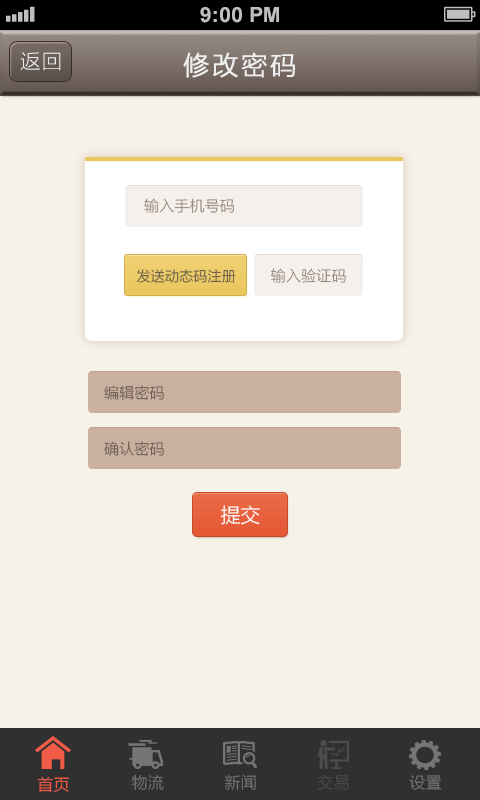 9:00 PM
返回
修改密码
输入手机号码
发送动态码注册
输入验证码
编辑密码
确认密码
提交
首页
物流
新闻
交易
设置